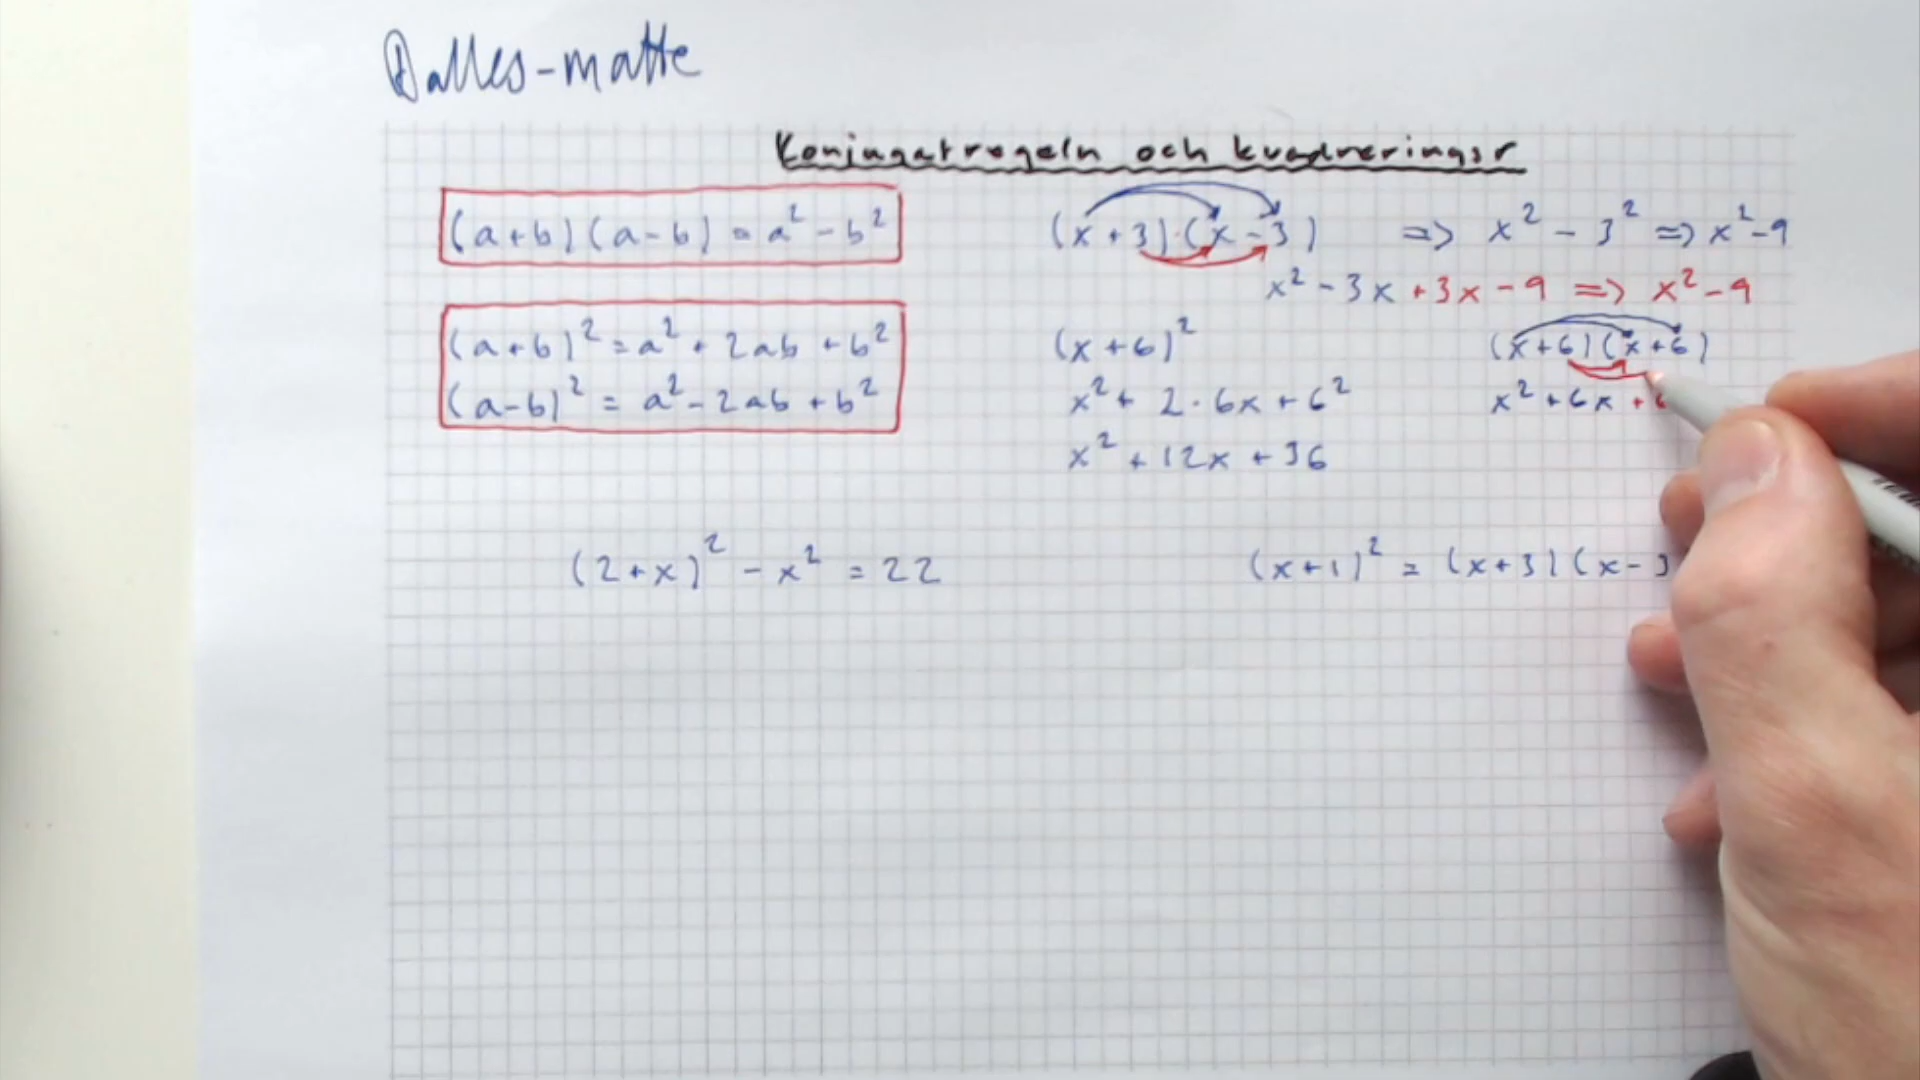 Dalles-matte
Konjugatregeln och kvadreringsr
(a+b)(a-b) = a² - b²
(x+3)·(x-3) => x² - 3² => x²-9
x² - 3x + 3x - 9 => x² - 9
(a+b)² = a² + 2ab + b²
(a-b)² = a² - 2ab + b²
(x+6)²
x² + 2·6x + 6²
x² + 12x + 36
(x+6)(x+6)
x² + 6x + 6
(2+x)² - x² = 22
(x+1)² = (x+3)(x-3